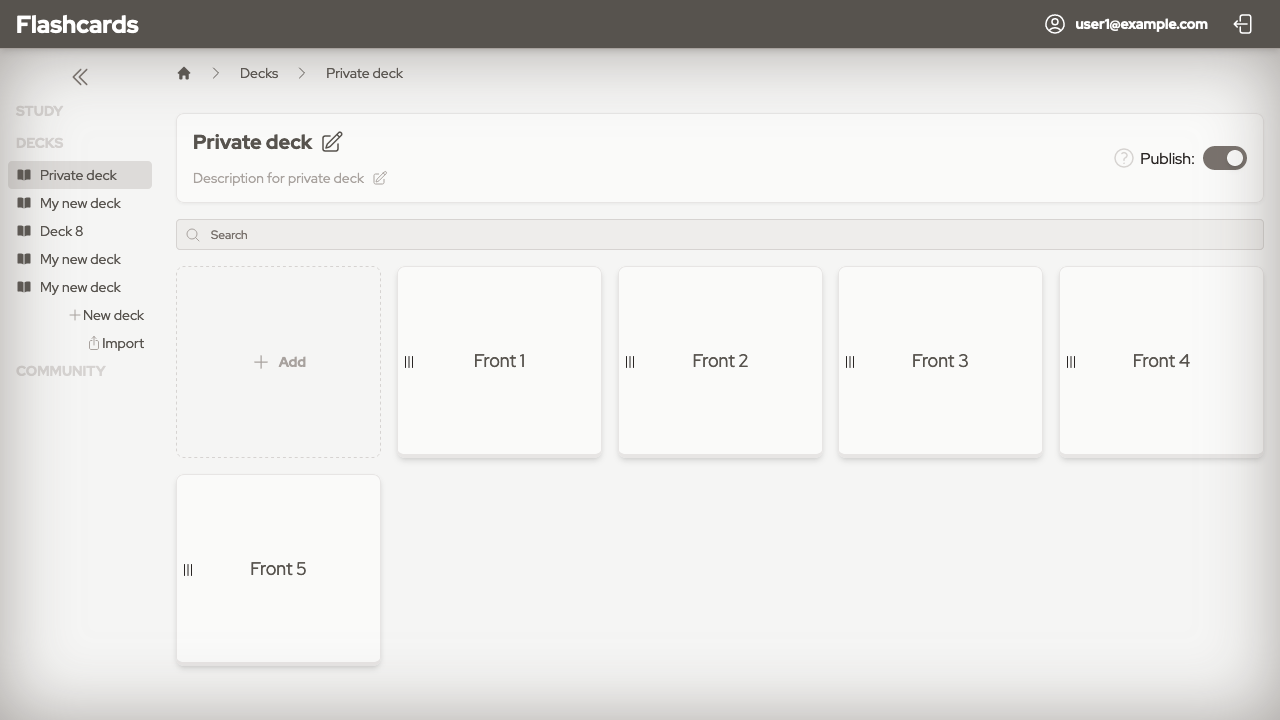 Flashcards
user1@example.com
Decks
Private deck
STUDY
DECKS
Private deck
My new deck
Deck 8
My new deck
My new deck
New deck
Import
COMMUNITY
Private deck
Description for private deck
? Publish:
Search
Add
Front 1
Front 2
Front 3
Front 4
Front 5